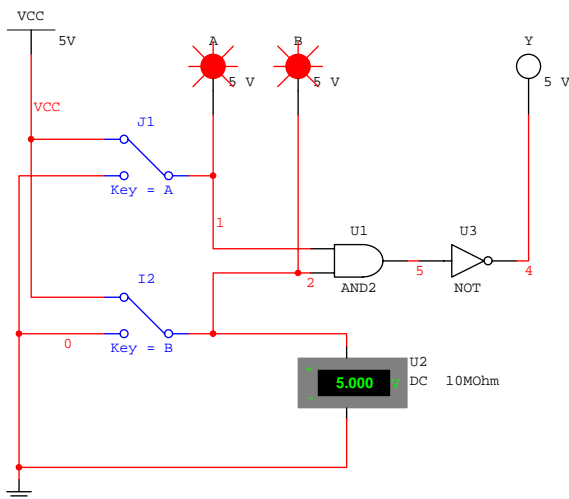 VCC
5V
A
5 V
B
5 V
Y
5 V
VCC
J1
Key = A
1
U1
AND2
5
U3
NOT
4
2
I2
Key = B
0
U2
DC 10MOhm
+
5.000 V
−